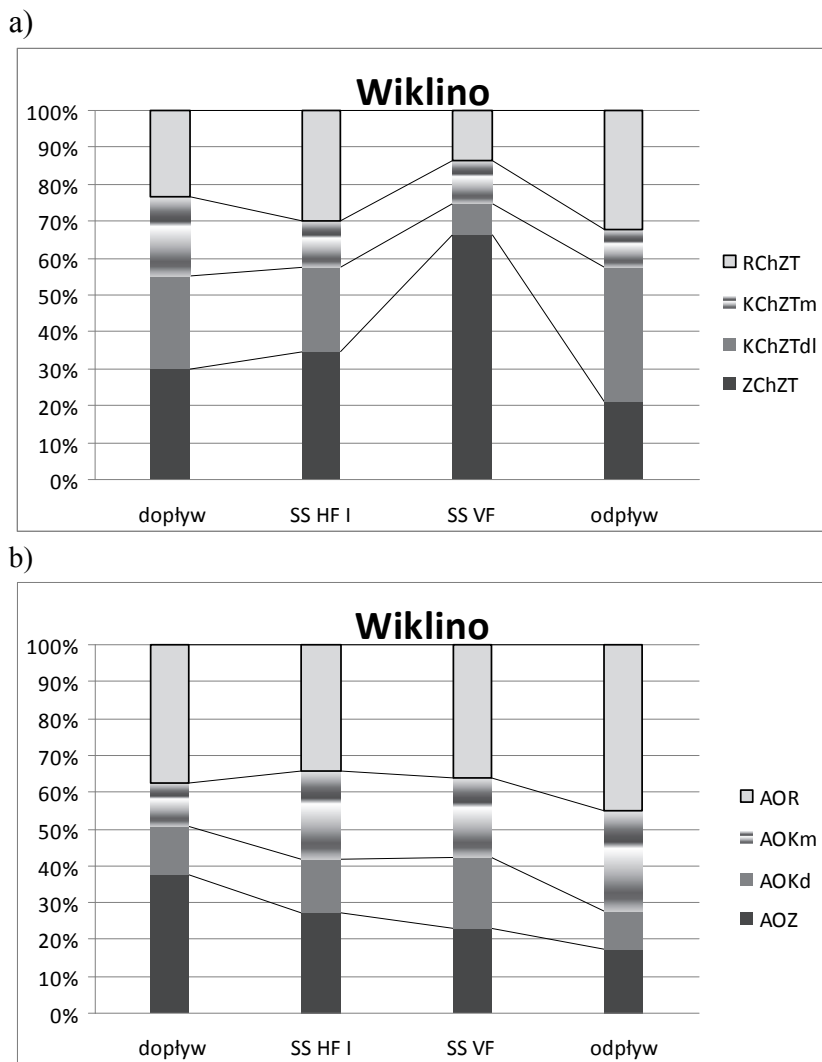 a)
Wiklino
100%
90%
80%
70%
60%
50%
40%
30%
20%
10%
0%
dopływ SS HF I SS VF odpływ
RChZT
KChZTm
KChZTdl
ZChZT
b)
Wiklino
100%
90%
80%
70%
60%
50%
40%
30%
20%
10%
0%
dopływ SS HF I SS VF odpływ
AOR
AOKm
AOKd
AOZ